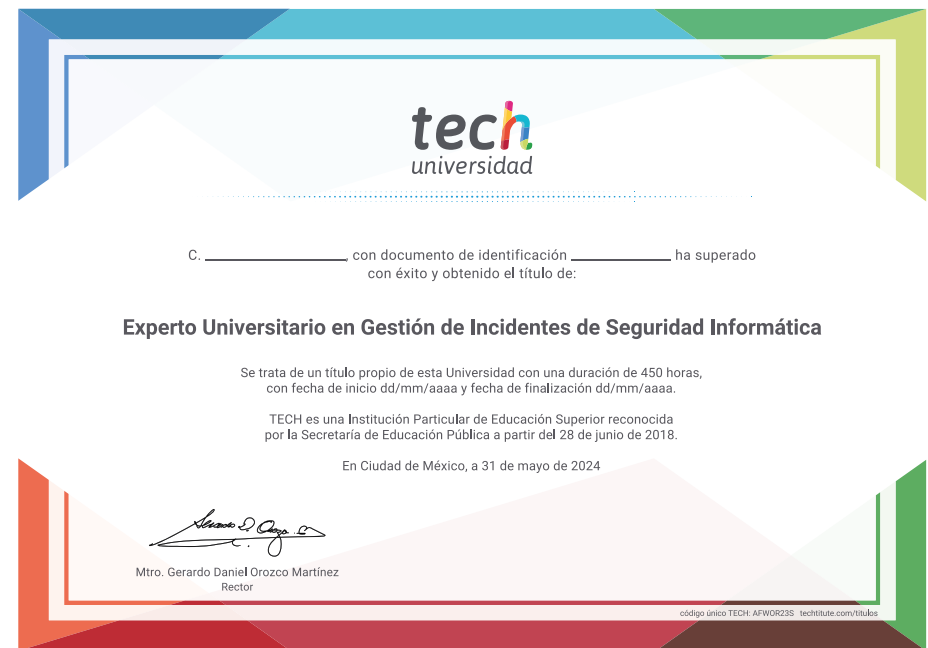 tech
universidad
C. ____________, con documento de identificación ____________ ha superado
con éxito y obtenido el título de:
Experto Universitario en Gestión de Incidentes de Seguridad Informática
Se trata de un título propio de esta Universidad con una duración de 450 horas,
con fecha de inicio dd/mm/aaaa y fecha de finalización dd/mm/aaaa.
TECH es una Institución Particular de Educación Superior reconocida
por la Secretaría de Educación Pública a partir del 28 de junio de 2018.
En Ciudad de México, a 31 de mayo de 2024
Mtro. Gerardo Daniel Orozco Martínez
Rector
código único TECH: AFWOR23S techtitute.com/titulos